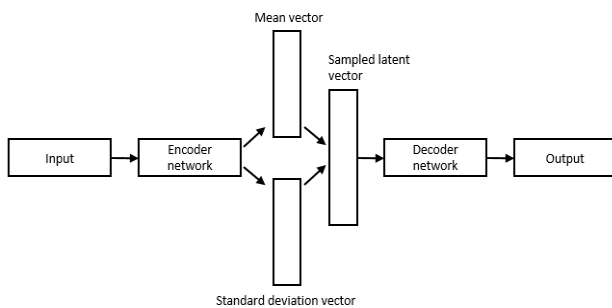 Mean vector
Sampled latent
vector
Input
Encoder
network
Decoder
network
Output
Standard deviation vector